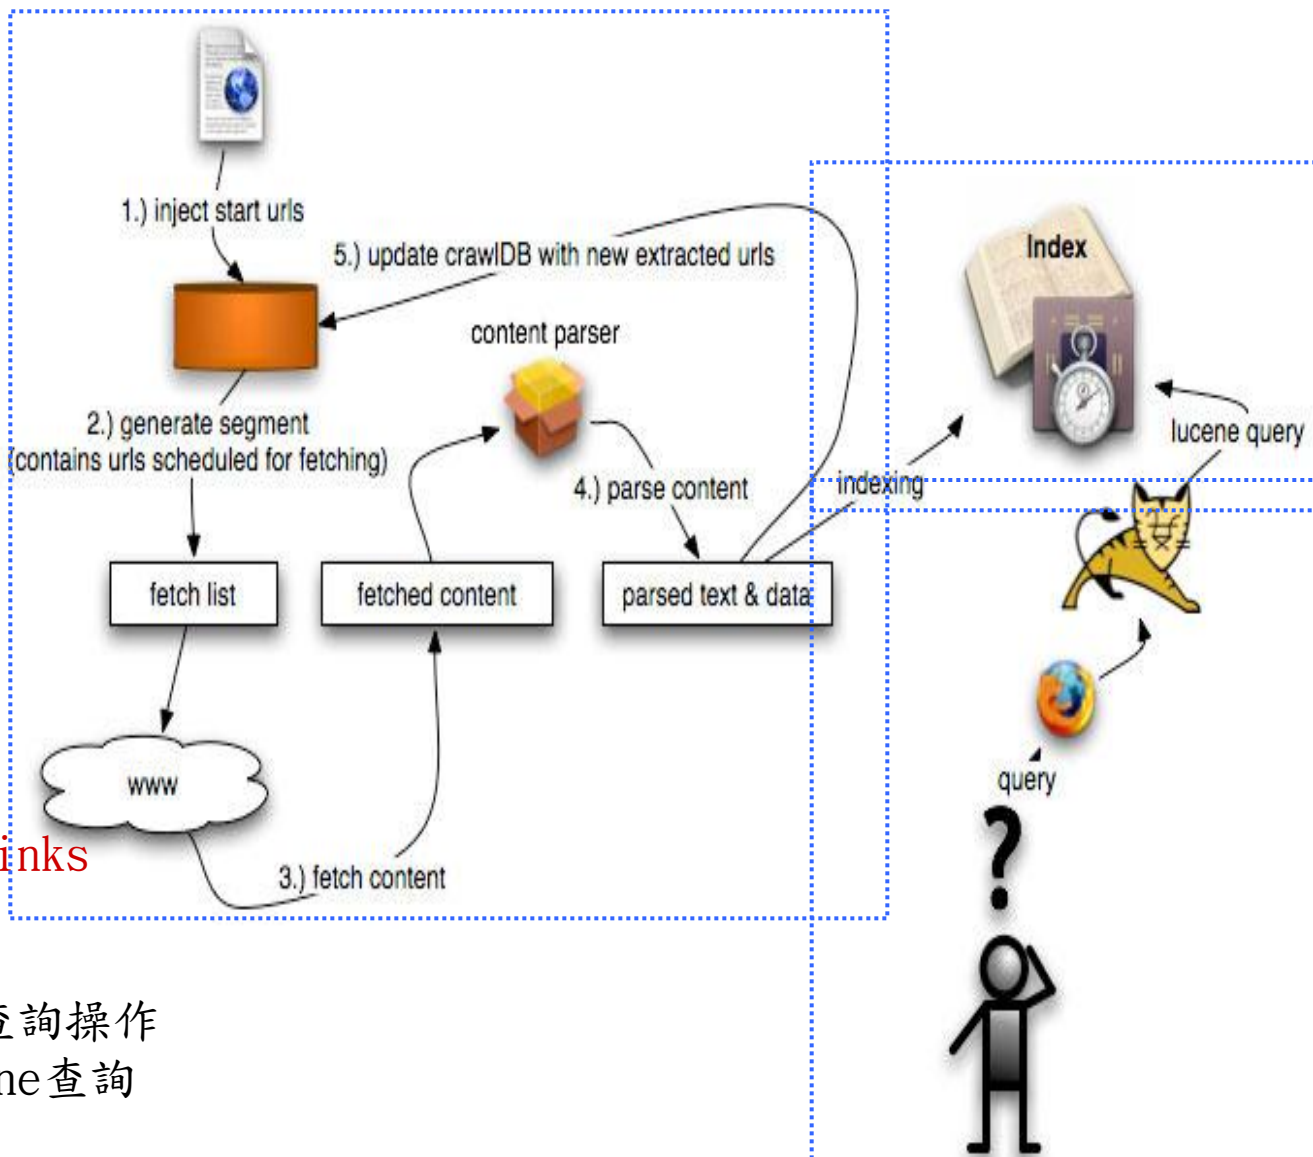 1.) inject start urls
5.) update crawlDB with new extracted urls
Index
content parser
2.) generate segment
(contains urls scheduled for fetching)
4.) parse content
indexing
lucene query
fetch list
fetched content
parsed text & data
www
query
?
inks
3.) fetch content
查詢操作
ne查詢